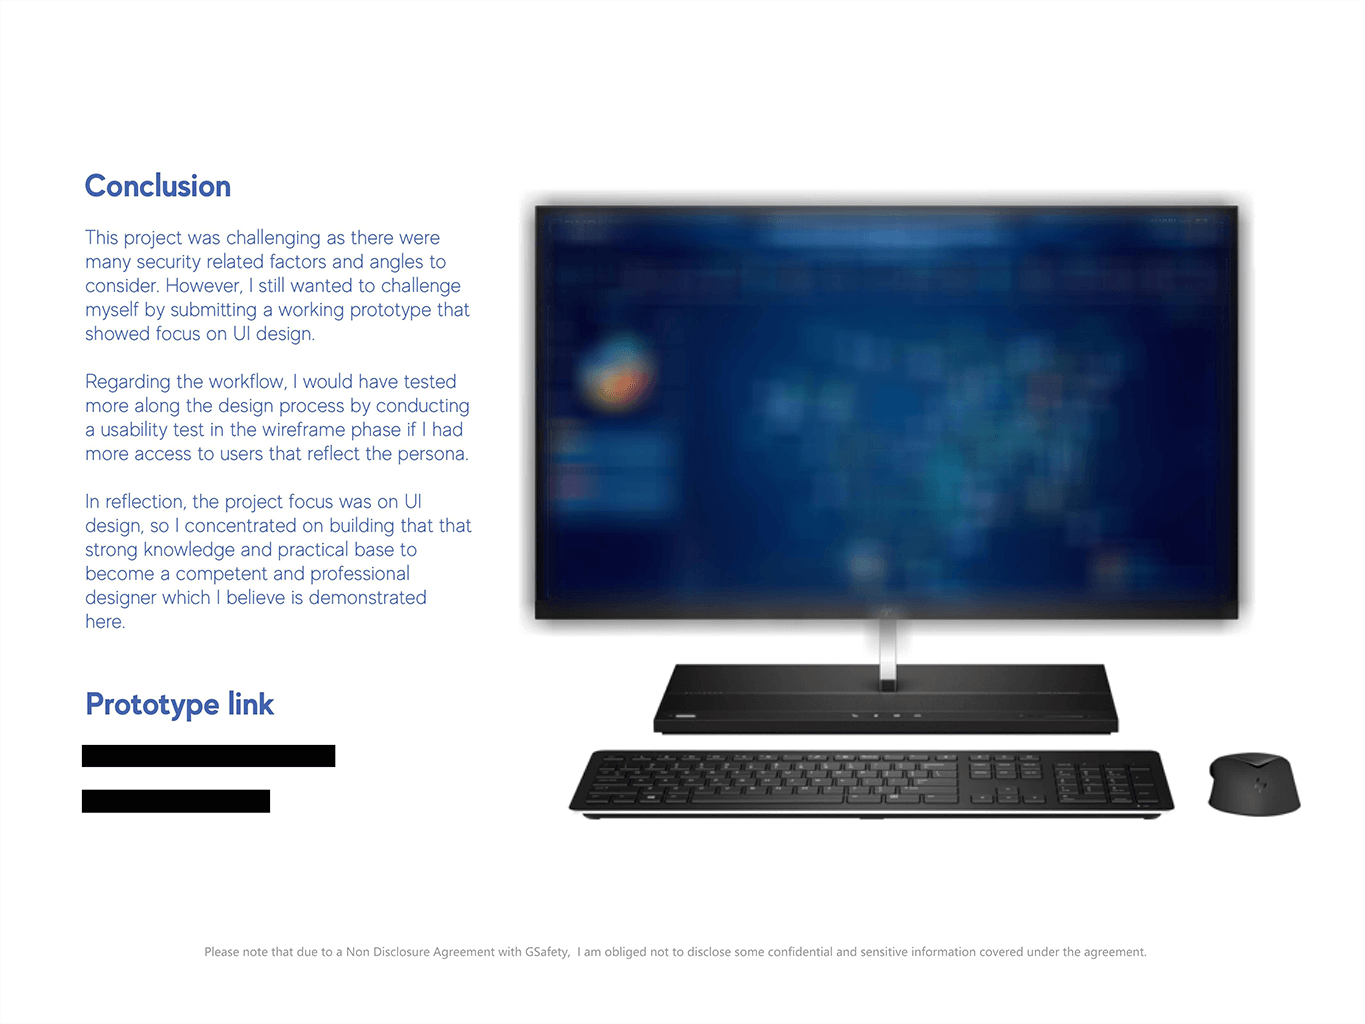 Conclusion
This project was challenging as there were
many security related factors and angles to
consider. However, I still wanted to challenge
myself by submitting a working prototype that
showed focus on UI design.
Regarding the workflow, I would have tested
more along the design process by conducting
a usability test in the wireframe phase if I had
more access to users that reflect the persona.
In reflection, the project focus was on UI
design, so I concentrated on building that that
strong knowledge and practical base to
become a competent and professional
designer which I believe is demonstrated
here.
Prototype link
Please note that due to a Non Disclosure Agreement with GSafety,  I am obliged not to disclose some confidential and sensitive information covered under the agreement.